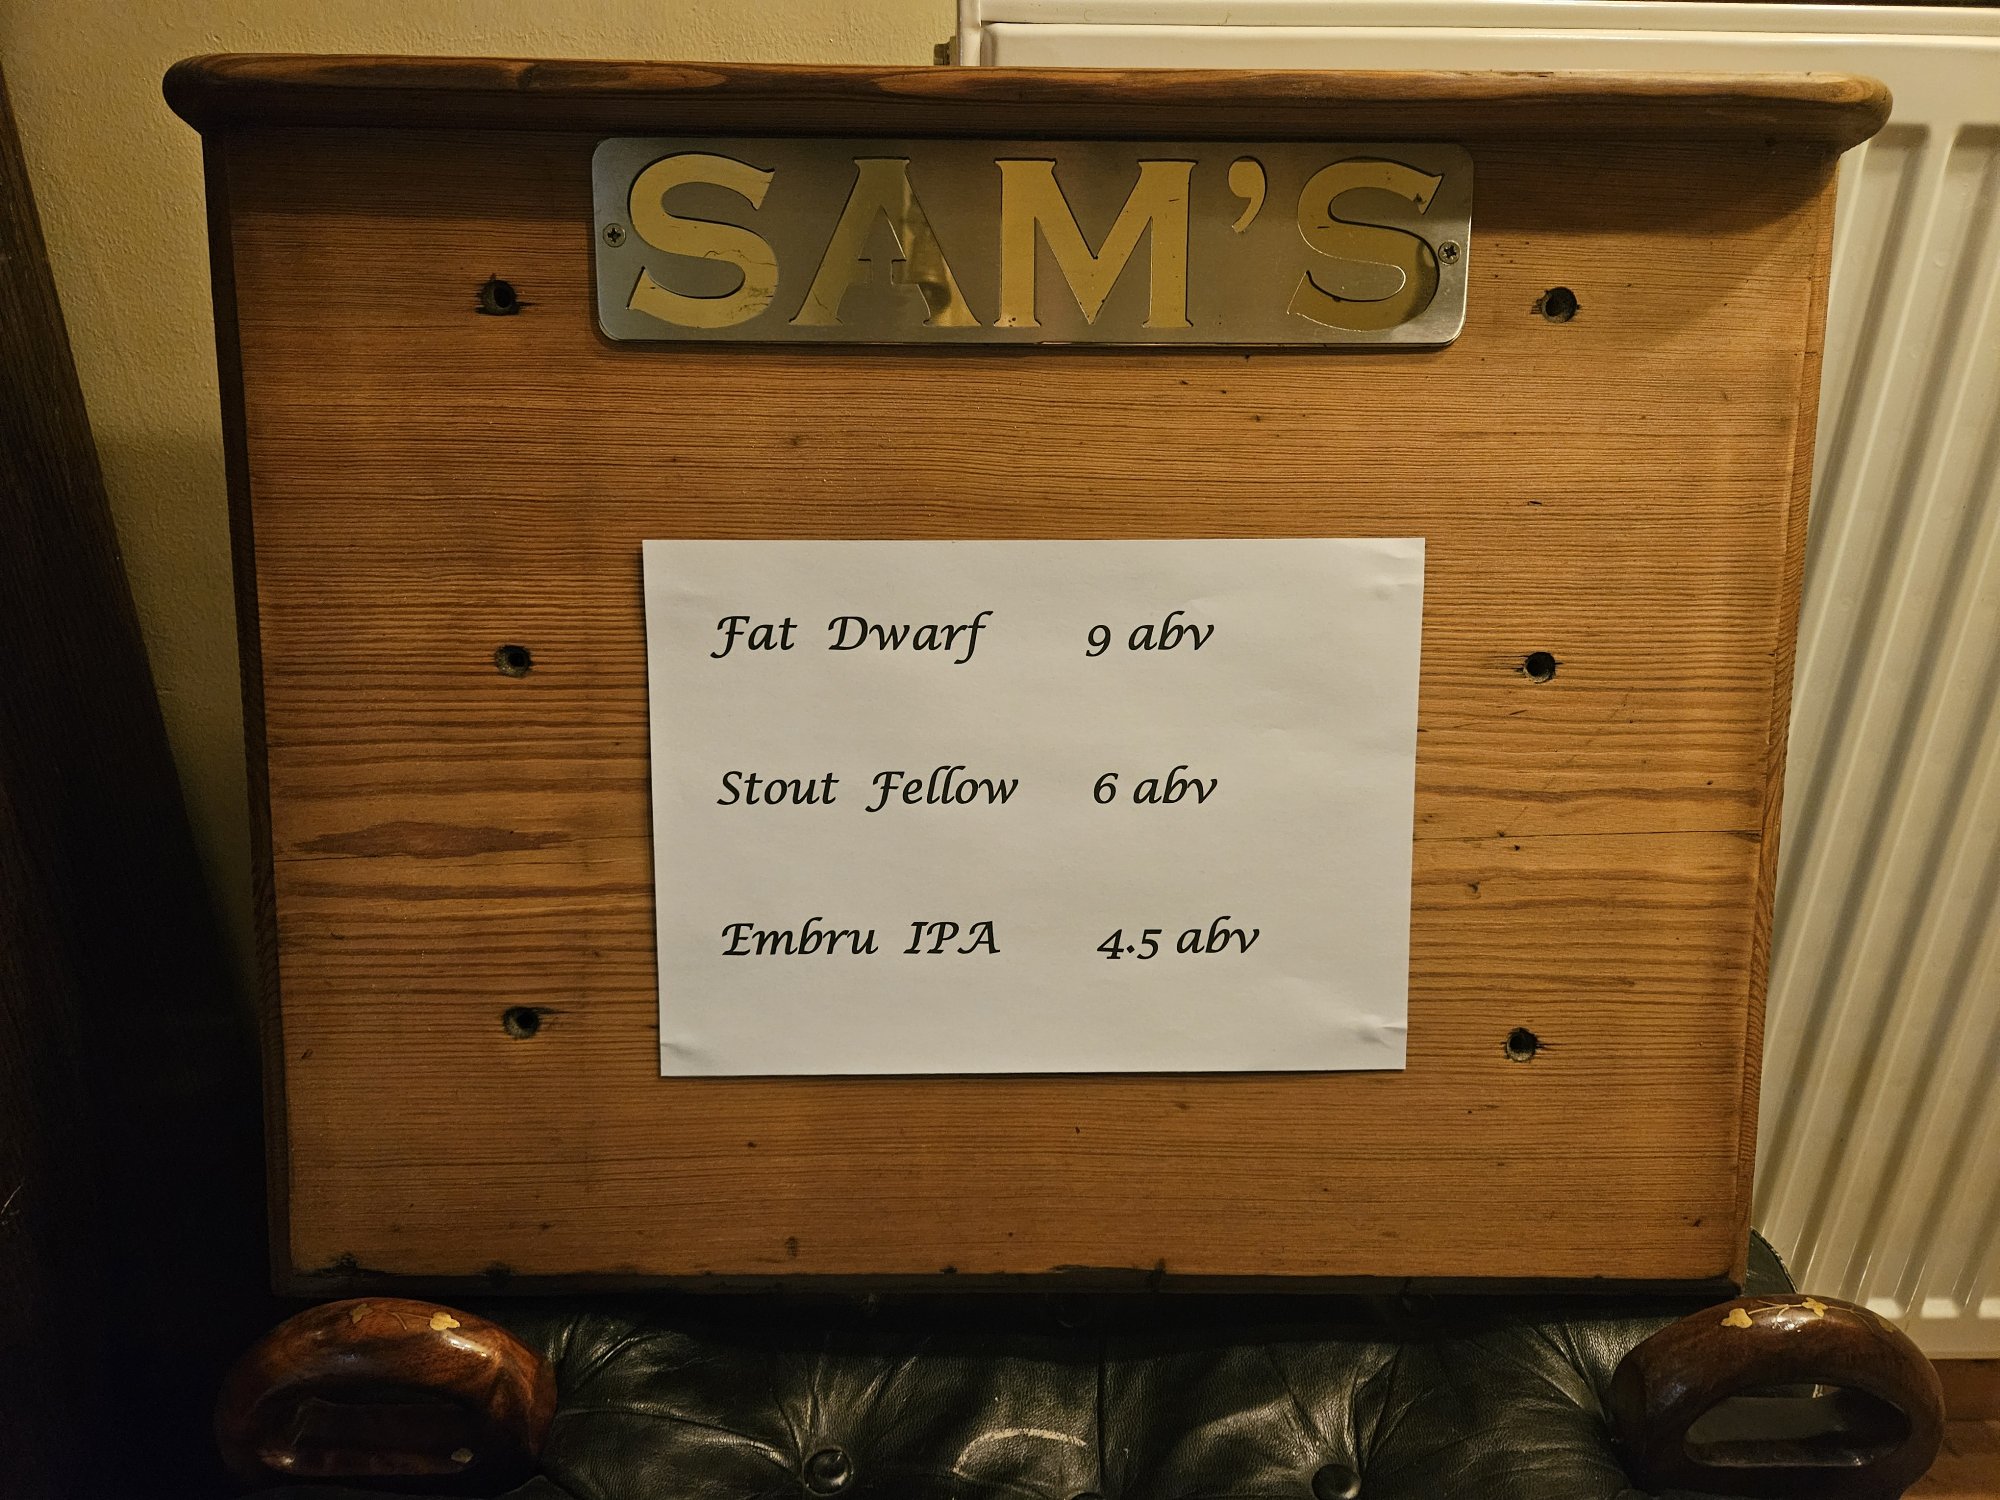 SAM'S
Fat Dwarf 9 abv
Stout Fellow 6 abv
Embru IPA 4.5 abv